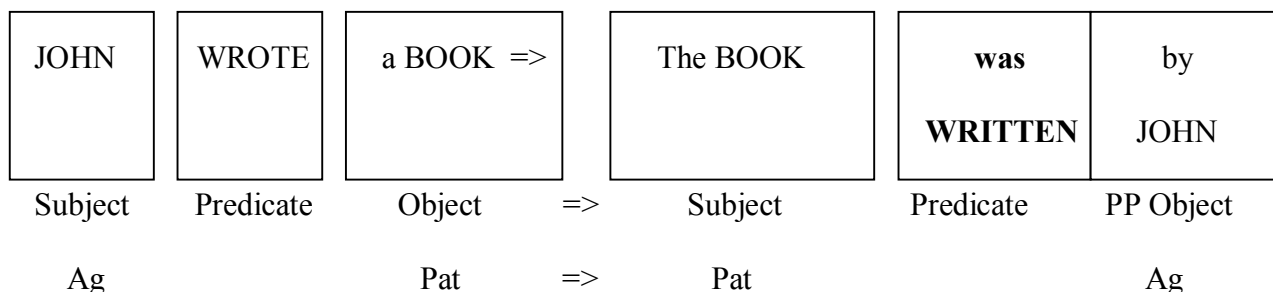 JOHN WROTE a BOOK => The BOOK was by
WRITTEN JOHN
Subject Predicate Object => Subject Predicate PP Object
Ag Pat => Pat Ag